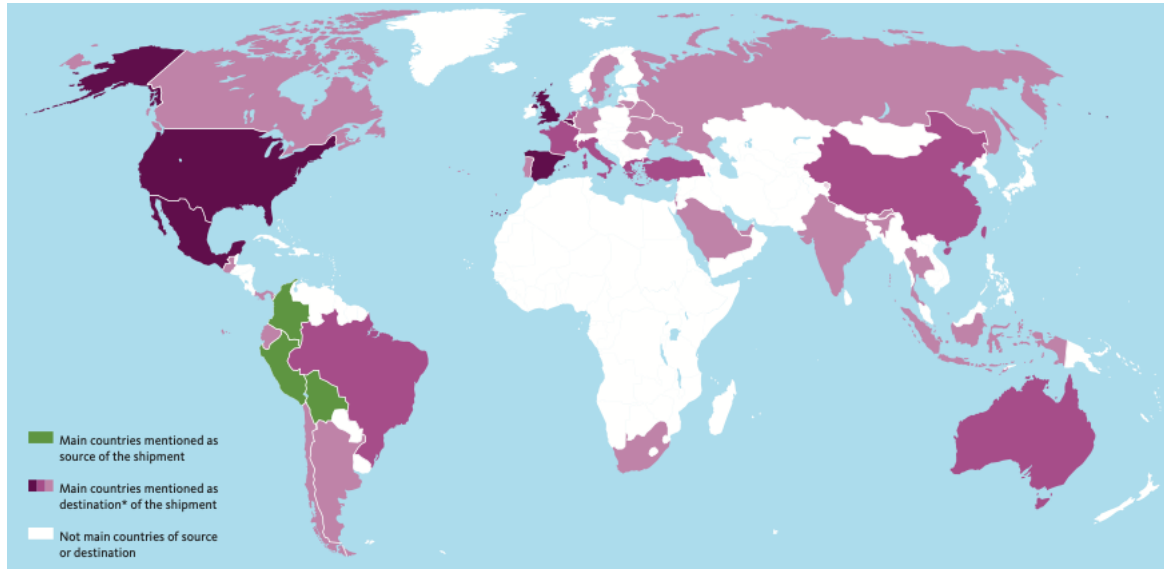 Main countries mentioned as
source of the shipment
Main countries mentioned as
destination* of the shipment
Not main countries of source
or destination